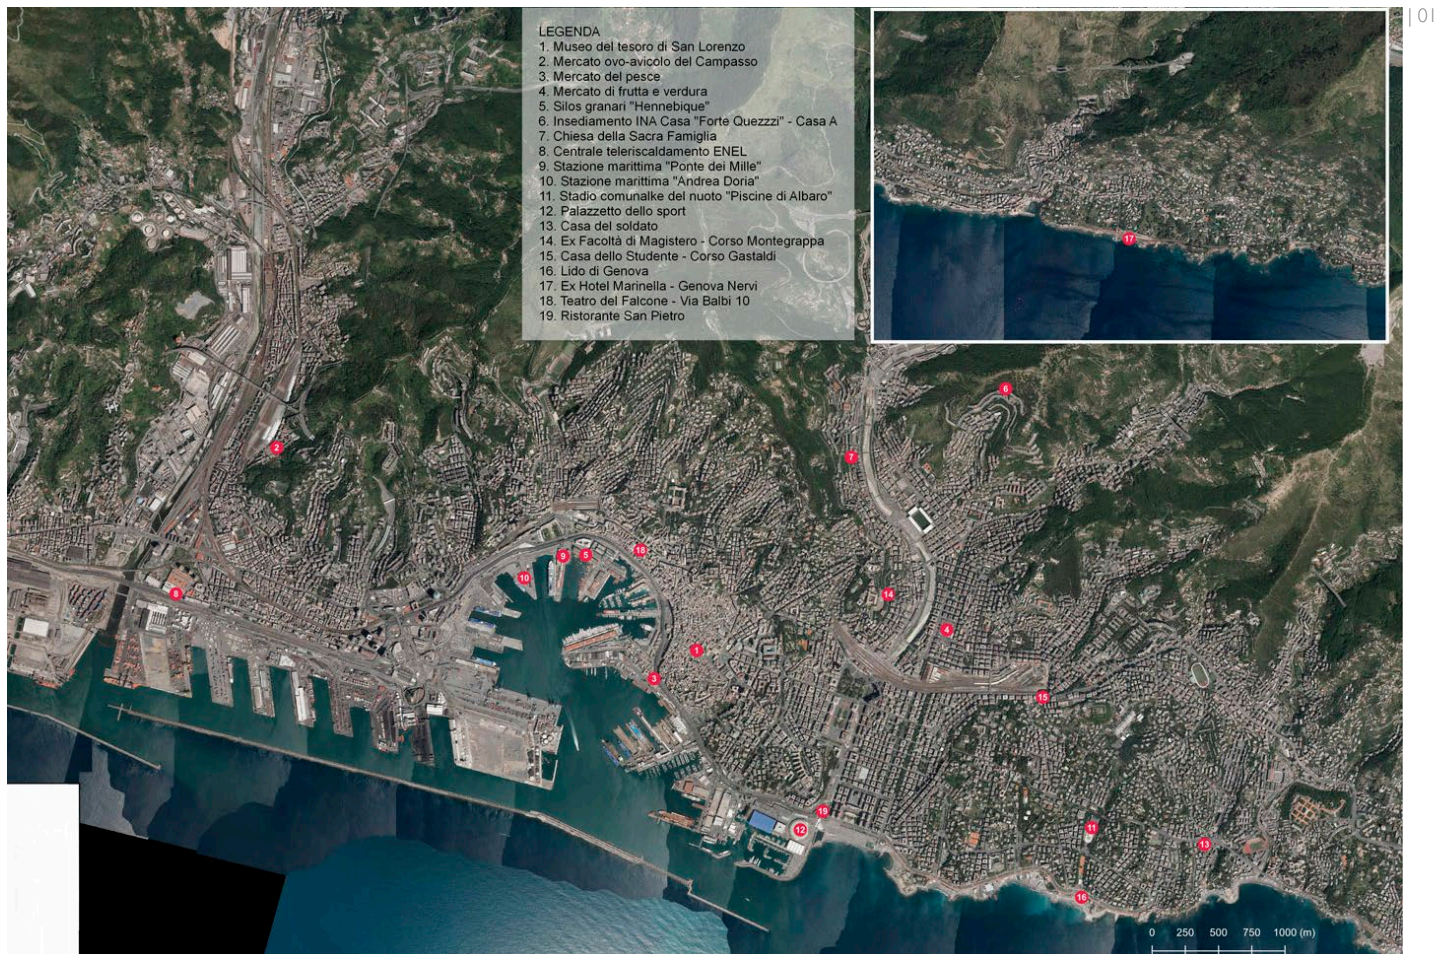 | 01
LEGENDA
1. Museo del tesoro di San Lorenzo
2. Mercato ovo-avicolo del Campasso
3. Mercato del pesce
4. Mercato di frutta e verdura
5. Silos granari "Hennebique"
6. Insediamento INA Casa "Forte Quezzzi" - Casa A
7. Chiesa della Sacra Famiglia
8. Centrale teleriscaldamento ENEL
9. Stazione marittima "Ponte dei Mille"
10. Stazione marittima "Andrea Doria"
11. Stadio comunalke del nuoto "Piscine di Albaro"
12. Palazzetto dello sport
13. Casa del soldato
14. Ex Facoltà di Magistero - Corso Montegrappa
15. Casa dello Studente - Corso Gastaldi
16. Lido di Genova
17. Ex Hotel Marinella - Genova Nervi
18. Teatro del Falcone - Via Balbi 10
19. Ristorante San Pietro
17
6
2
7
18
9
5
10
8
14
4
1
3
15
19
11
12
13
16
0 250 500 750 1000 (m)